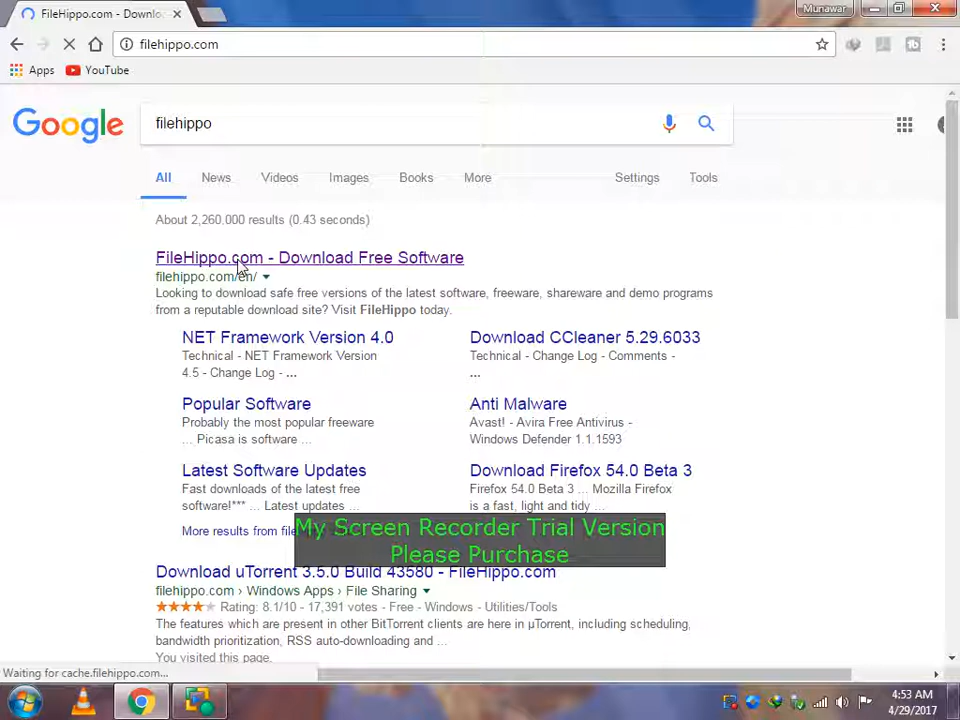 FileHippo.com - Downlo
Munawar
filehippo.com
Apps
YouTube
Google
filehippo
All News Videos Images Books More Settings Tools
About 2,260,000 results (0.43 seconds)
FileHippo.com - Download Free Software
filehippo.com/en/
Looking to download safe free versions of the latest software, freeware, shareware and demo programs
from a reputable download site? Visit FileHippo today.
NET Framework Version 4.0
Technical - NET Framework Version
4.5 - Change Log - ...
Download CCleaner 5.29.6033
Technical - Change Log - Comments -
...
Popular Software
Probably the most popular freeware
... Picasa is software ...
Anti Malware
Avast! - Avira Free Antivirus -
Windows Defender 1.1.1593
Latest Software Updates
Fast downloads of the latest free
software!*** ... Latest updates ...
Download Firefox 54.0 Beta 3
Firefox 54.0 Beta 3 ... Mozilla Firefox
is a fast, light and tidy ...
More results from
My Screen Recorder Trial Version
Please Purchase
Download uTorrent 3.5.0 Build 43580 - FileHippo.com
filehippo.com › Windows Apps › File Sharing
Rating: 8.1/10 - 17,391 votes - Free - Windows - Utilities/Tools
The features which are present in other BitTorrent clients are here in µTorrent, including scheduling,
bandwidth prioritization, RSS auto-downloading and ...
You visited this page.
Waiting for cache.filehippo.com...
4:53 AM
4/29/2017